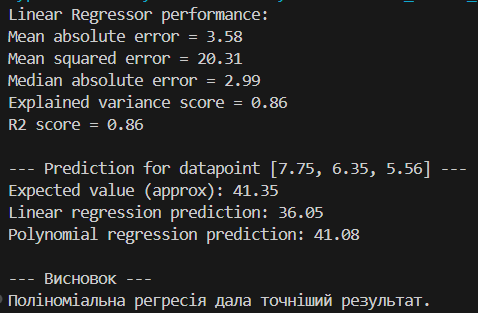 Linear Regressor performance:
Mean absolute error = 3.58
Mean squared error = 20.31
Median absolute error = 2.99
Explained variance score = 0.86
R2 score = 0.86

--- Prediction for datapoint [7.75, 6.35, 5.56] ---
Expected value (approx): 41.35
Linear regression prediction: 36.05
Polynomial regression prediction: 41.08

--- Висновок ---
Поліноміальна регресія дала точніший результат.